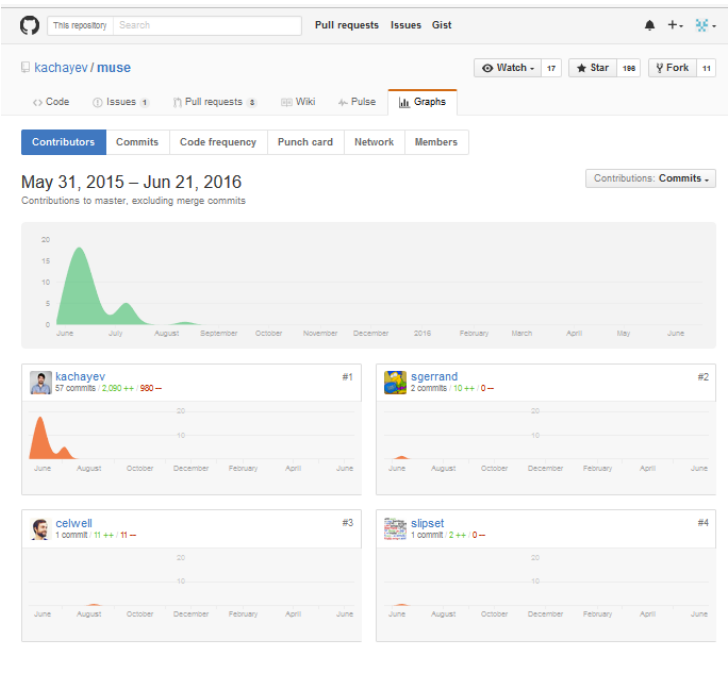 This repository Search Pull requests Issues Gist
kachayev / muse Watch 17 Star 198 Fork 11
Code Issues 1 Pull requests Wiki Pulse Graphs
Contributors Commits Code frequency Punch card Network Members
May 31, 2015 – Jun 21, 2016 Contributions: Commits
Contributions to master, excluding merge commits
20
15
10
5
0
June July August September October November December 2016 February March April May June
kachayev #1
57 commits / 2,090 ++ / 980 --
20
10
June August October December February April June
sgerrand #2
2 commits / 10 ++ / 0 --
20
10
June August October December February April June
celwell #3
1 commit / 11 ++ / 11 --
20
10
June August October December February April June
slipset #4
1 commit / 2 ++ / 0 --
20
10
June August October December February April June